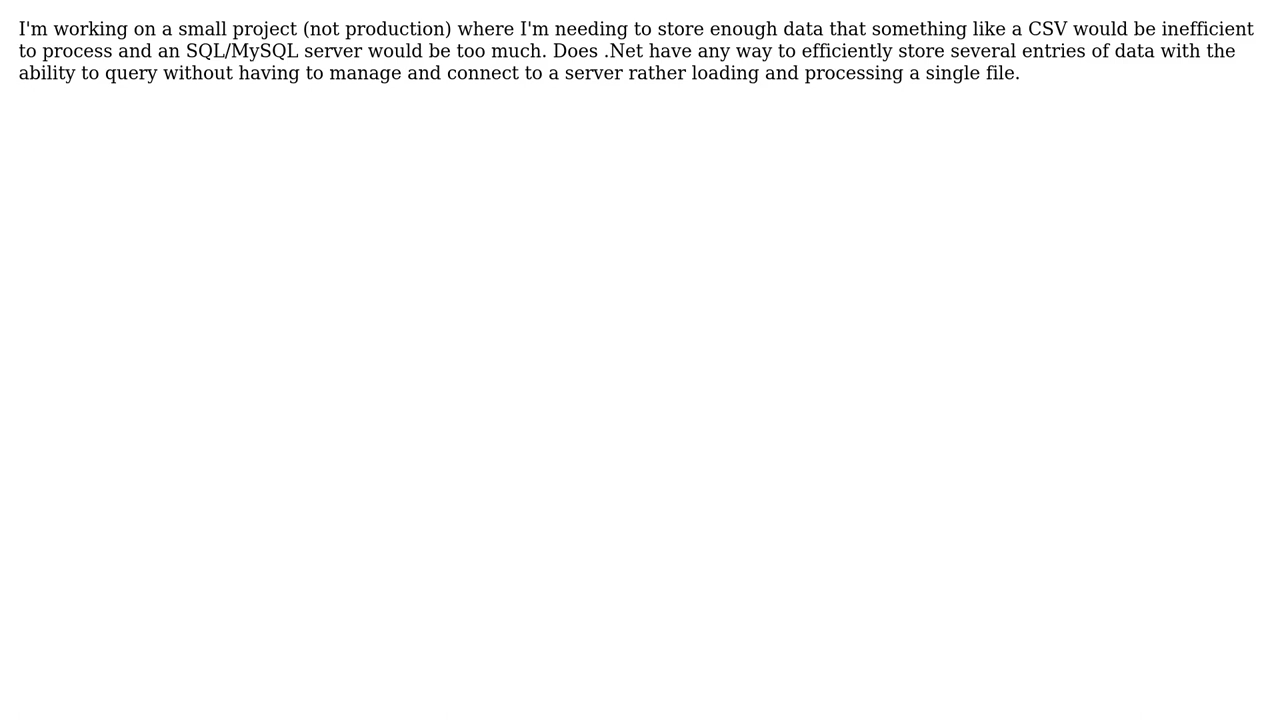 I'm working on a small project (not production) where I'm needing to store enough data that something like a CSV would be inefficient
to process and an SQL/MySQL server would be too much. Does .Net have any way to efficiently store several entries of data with the
ability to query without having to manage and connect to a server rather loading and processing a single file.